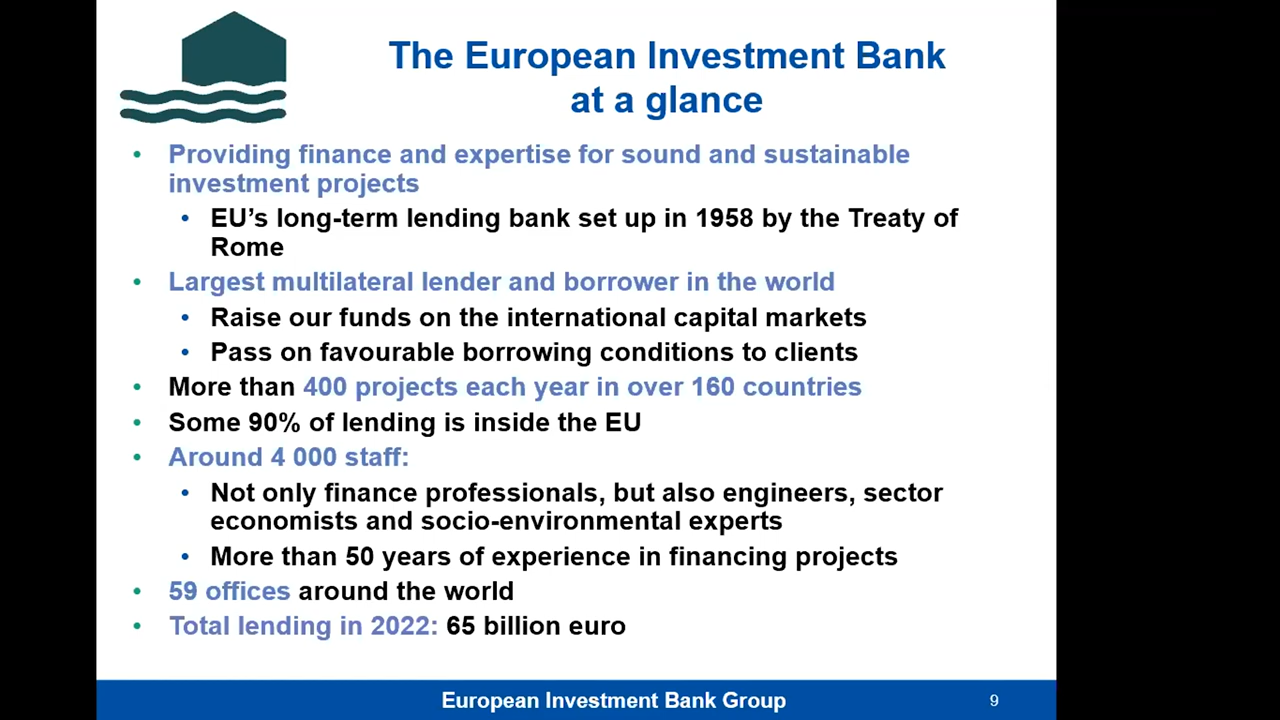 The European Investment Bank
at a glance
• Providing finance and expertise for sound and sustainable
investment projects
• EU’s long-term lending bank set up in 1958 by the Treaty of
Rome
• Largest multilateral lender and borrower in the world
• Raise our funds on the international capital markets
• Pass on favourable borrowing conditions to clients
• More than 400 projects each year in over 160 countries
• Some 90% of lending is inside the EU
• Around 4 000 staff:
• Not only finance professionals, but also engineers, sector
economists and socio-environmental experts
• More than 50 years of experience in financing projects
• 59 offices around the world
• Total lending in 2022: 65 billion euro
European Investment Bank Group
9